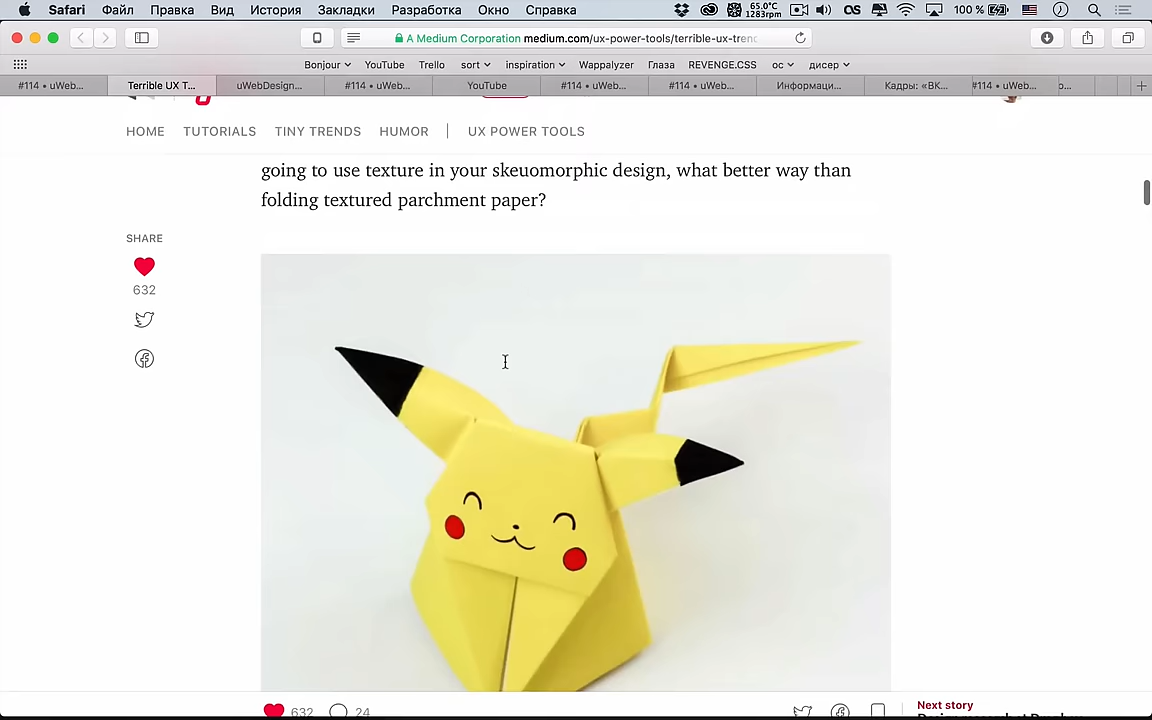 Safari Файл Правка Вид История Закладки Разработка Окно Справка 65.0°C 1283rpm 100 %
A Medium Corporation medium.com/ux-power-tools/terrible-ux-tren
Bonjour YouTube Trello sort inspiration Wappalyzer Глаза REVENGE.CSS ос дисер
#114 • uWeb... Terrible UX T... uWebDesign... #114 • uWeb... YouTube #114 • uWeb... #114 • uWeb... Информаци... Кадры: «ВК... #114 • uWeb...
HOME TUTORIALS TINY TRENDS HUMOR | UX POWER TOOLS
going to use texture in your skeuomorphic design, what better way than
folding textured parchment paper?
SHARE
632
632 24
Next story